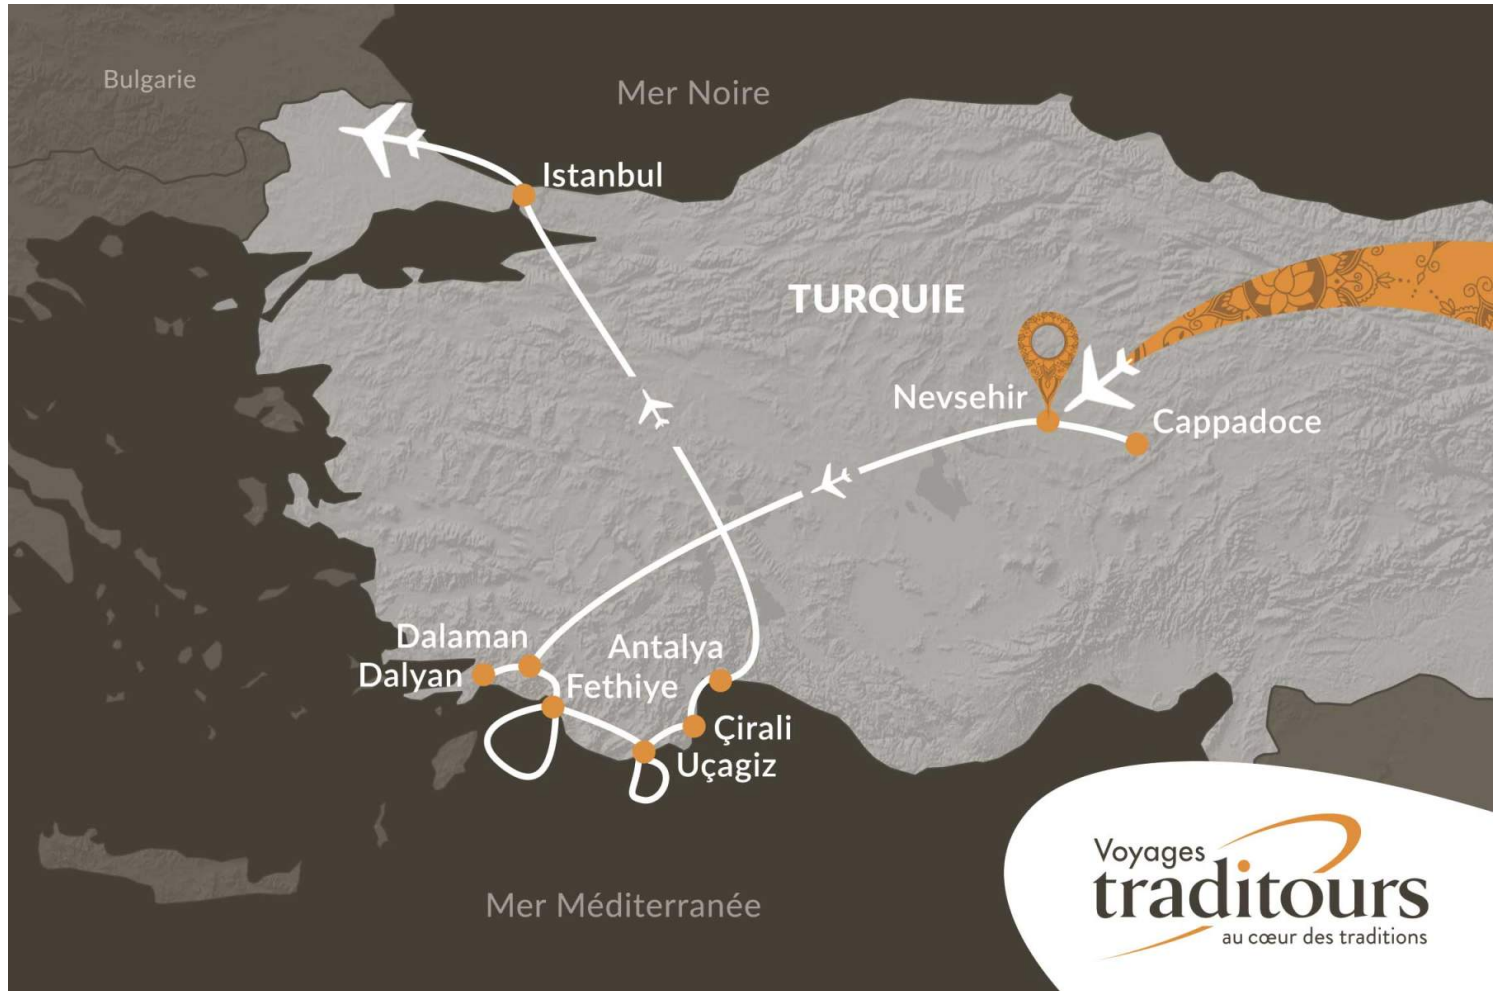 Bulgarie
Mer Noire
Istanbul
TURQUIE
Nevsehir
Cappadoce
Dalaman
Antalya
Dalyan
Fethiye
Çirali
Uçagiz
Mer Méditerranée
Voyages
traditours
au cœur des traditions